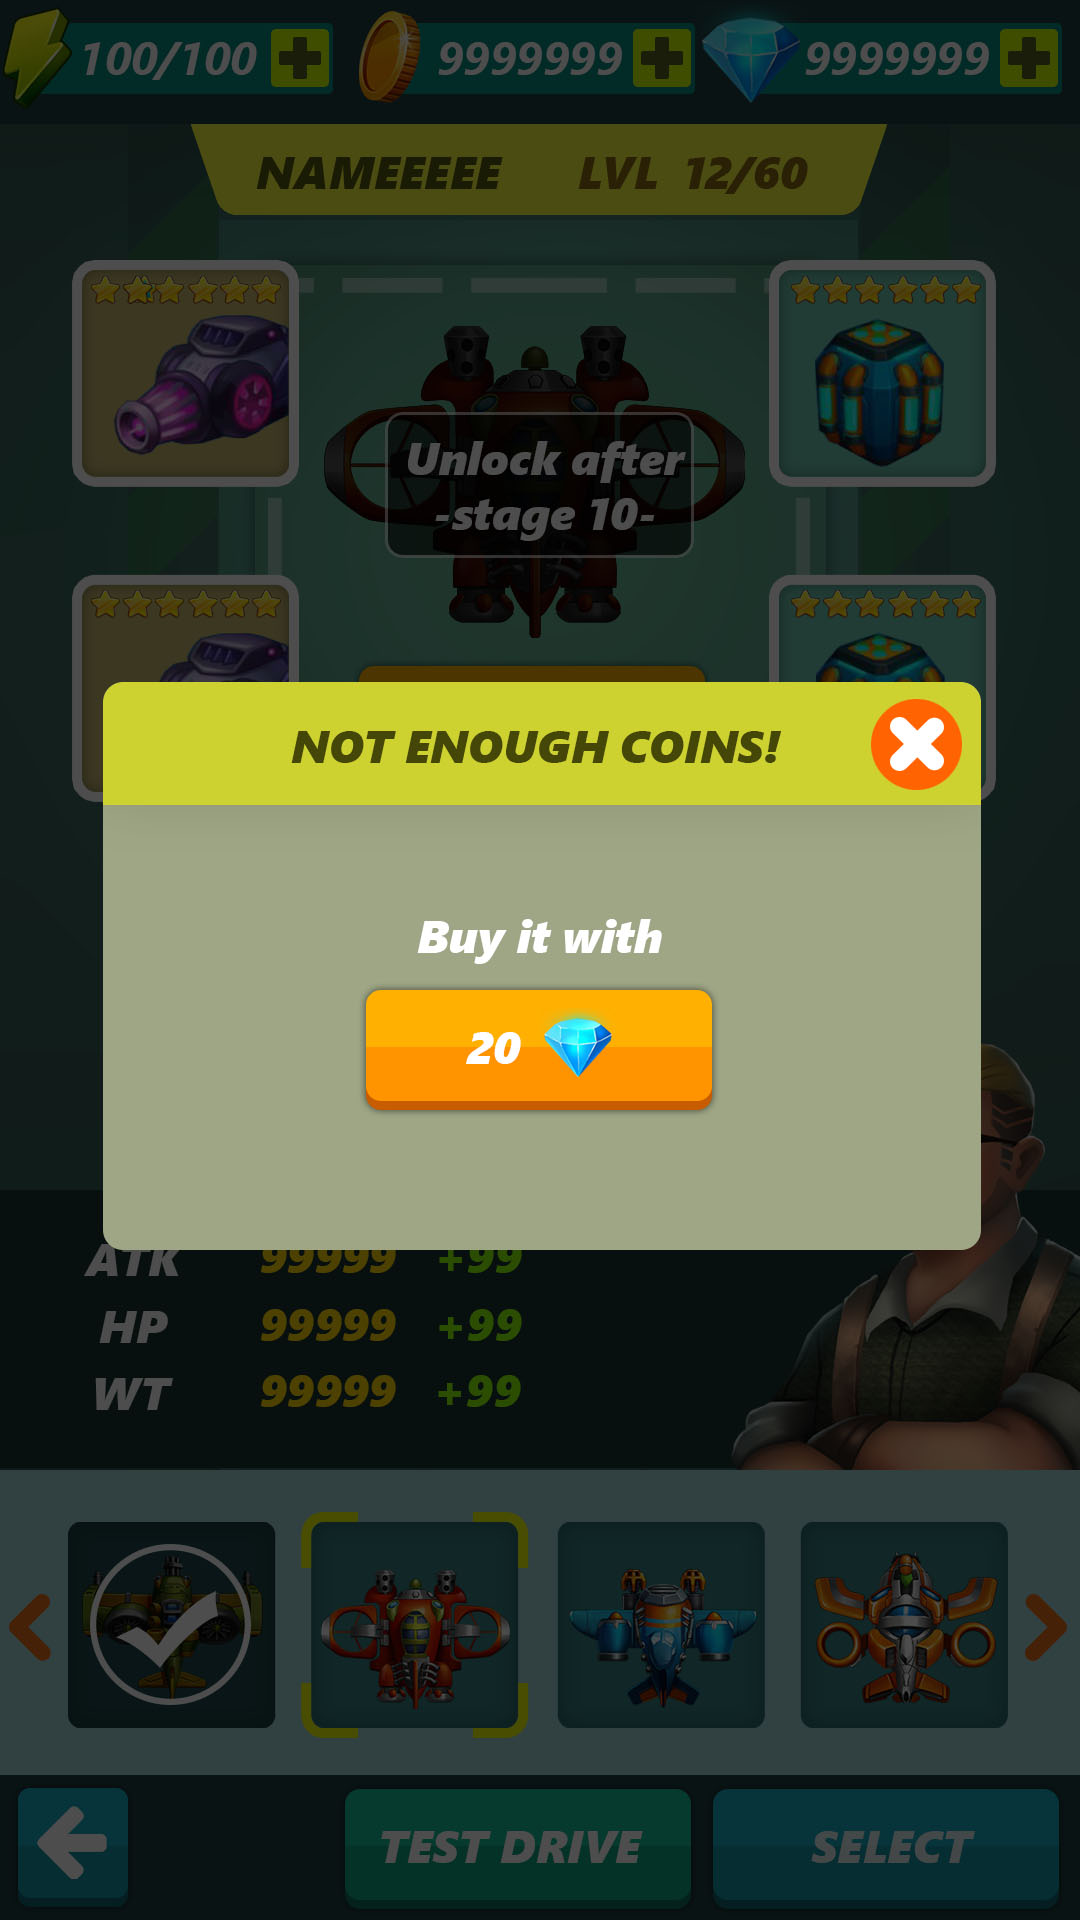 100/100 9999999 9999999
NAMEEEEE LVL 12/60
Unlock after
-stage 10-
NOT ENOUGH COINS!
Buy it with
20
ATK 99999 +99
HP 99999 +99
WT 99999 +99
TEST DRIVE SELECT